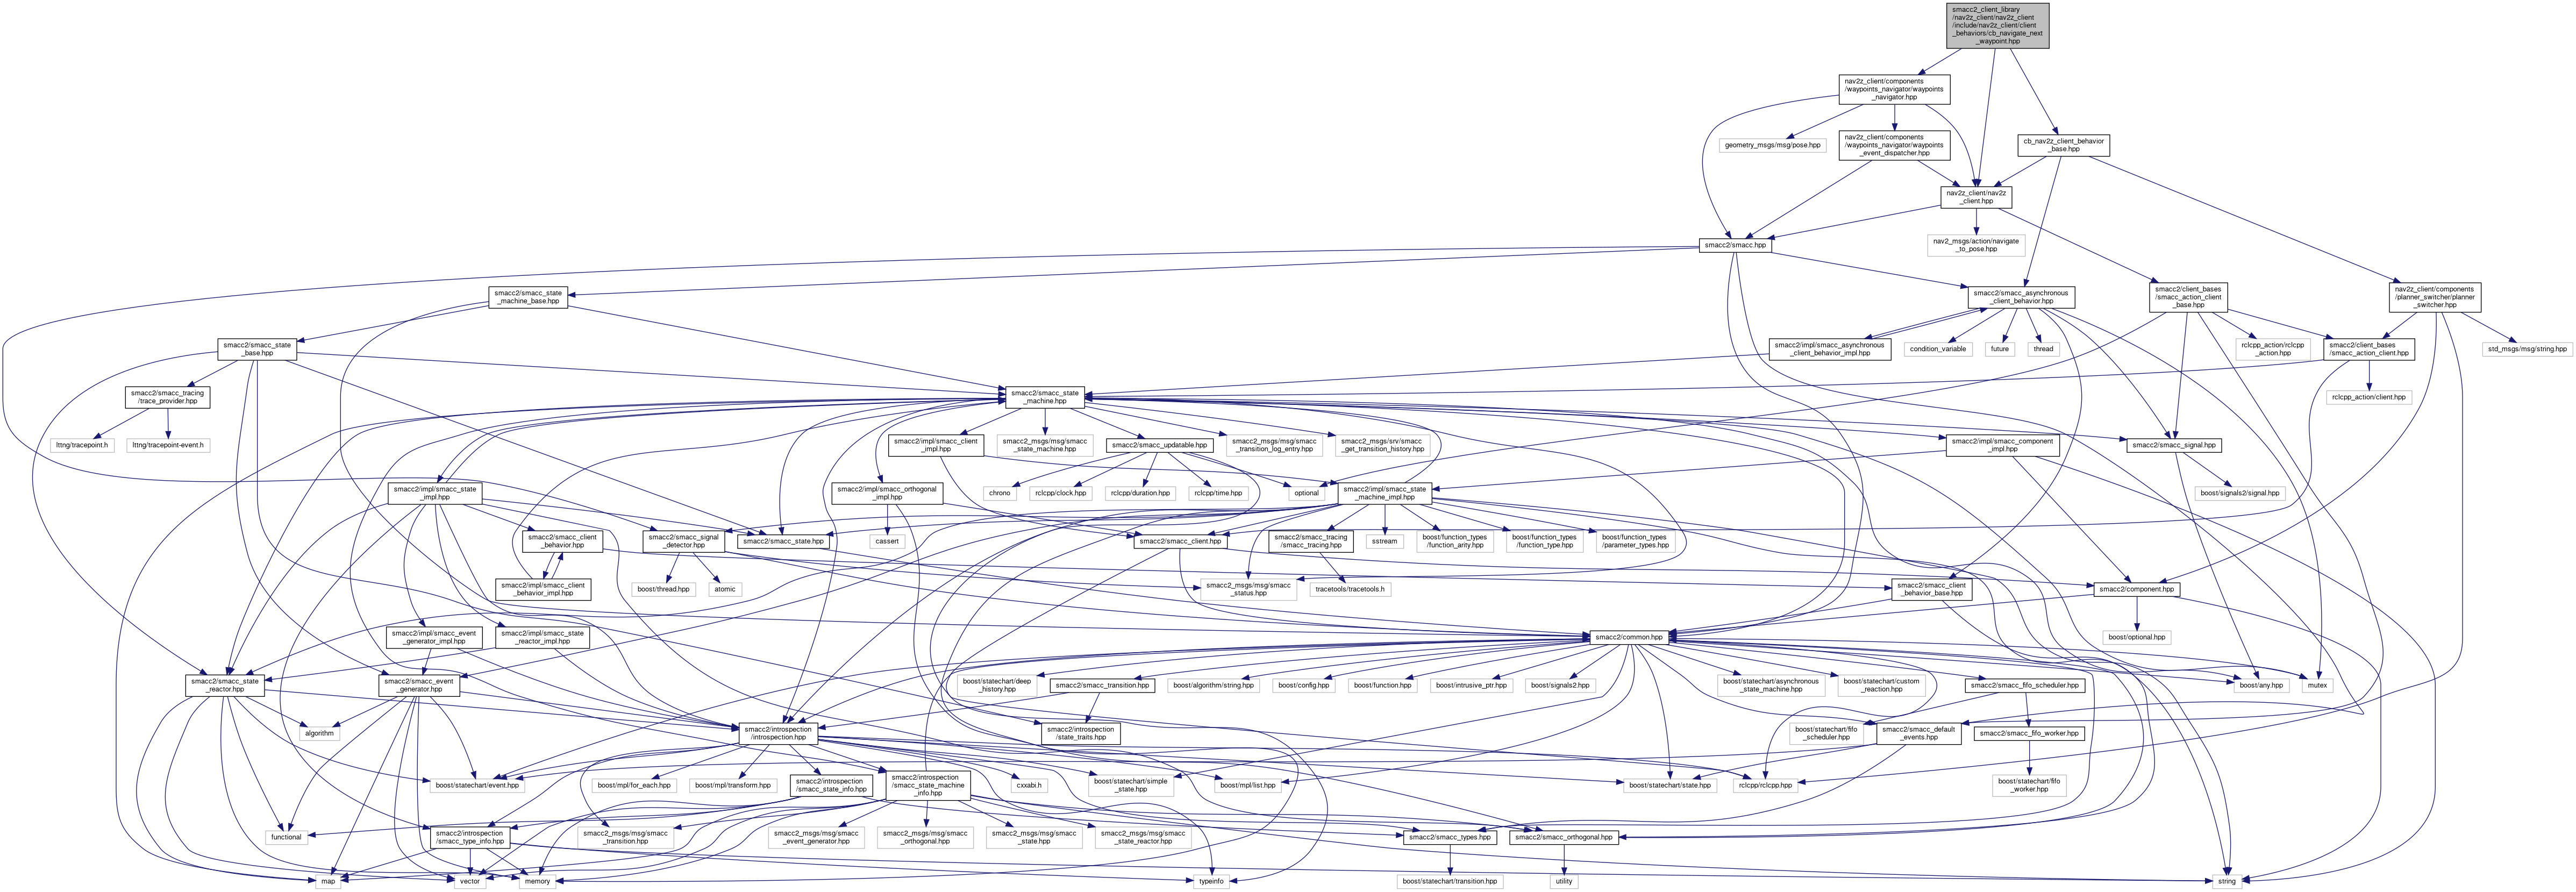 smacc2_client_library
/nav2z_client/nav2z_client
/include/nav2z_client/client
_behaviors/cb_navigate_next
_waypoint.hpp
nav2z_client/components
/waypoints_navigator/waypoints
_navigator.hpp
geometry_msgs/msg/pose.hpp
nav2z_client/components
/waypoints_navigator/waypoints
_event_dispatcher.hpp
cb_nav2z_client_behavior
_base.hpp
nav2z_client/nav2z
_client.hpp
smacc2/smacc.hpp
nav2_msgs/action/navigate
_to_pose.hpp
smacc2/smacc_state
_machine_base.hpp
smacc2/smacc_asynchronous
_client_behavior.hpp
smacc2/client_bases
/smacc_action_client
_base.hpp
nav2z_client/components
/planner_switcher/planner
_switcher.hpp
smacc2/smacc_state
_base.hpp
smacc2/impl/smacc_asynchronous
_client_behavior_impl.hpp
condition_variable
future
thread
rclcpp_action/rclcpp
_action.hpp
smacc2/client_bases
/smacc_action_client.hpp
std_msgs/msg/string.hpp
smacc2/smacc_tracing
/trace_provider.hpp
smacc2/smacc_state
_machine.hpp
rclcpp_action/client.hpp
lttng/tracepoint.h
lttng/tracepoint-event.h
smacc2/impl/smacc_client
_impl.hpp
smacc2_msgs/msg/smacc
_state_machine.hpp
smacc2/smacc_updatable.hpp
smacc2_msgs/msg/smacc
_transition_log_entry.hpp
smacc2_msgs/srv/smacc
_get_transition_history.hpp
smacc2/impl/smacc_component
_impl.hpp
smacc2/smacc_signal.hpp
smacc2/impl/smacc_state
_impl.hpp
smacc2/impl/smacc_orthogonal
_impl.hpp
chrono
rclcpp/clock.hpp
rclcpp/duration.hpp
rclcpp/time.hpp
optional
smacc2/impl/smacc_state
_machine_impl.hpp
boost/signals2/signal.hpp
smacc2/smacc_client
_behavior.hpp
smacc2/smacc_signal
_detector.hpp
smacc2/smacc_state.hpp
cassert
smacc2/smacc_client.hpp
smacc2/smacc_tracing
/smacc_tracing.hpp
sstream
boost/function_types
/function_arity.hpp
boost/function_types
/function_type.hpp
boost/function_types
/parameter_types.hpp
smacc2/impl/smacc_client
_behavior_impl.hpp
boost/thread.hpp
atomic
smacc2_msgs/msg/smacc
_status.hpp
tracetools/tracetools.h
smacc2/smacc_client
_behavior_base.hpp
smacc2/component.hpp
smacc2/impl/smacc_event
_generator_impl.hpp
smacc2/impl/smacc_state
_reactor_impl.hpp
smacc2/common.hpp
boost/optional.hpp
smacc2/smacc_state
_reactor.hpp
smacc2/smacc_event
_generator.hpp
boost/statechart/deep
_history.hpp
smacc2/smacc_transition.hpp
boost/algorithm/string.hpp
boost/config.hpp
boost/function.hpp
boost/intrusive_ptr.hpp
boost/signals2.hpp
boost/statechart/asynchronous
_state_machine.hpp
boost/statechart/custom
_reaction.hpp
smacc2/smacc_fifo_scheduler.hpp
boost/any.hpp
mutex
algorithm
smacc2/introspection
/introspection.hpp
smacc2/introspection
/state_traits.hpp
boost/statechart/fifo
_scheduler.hpp
smacc2/smacc_default
_events.hpp
smacc2/smacc_fifo_worker.hpp
boost/statechart/event.hpp
boost/mpl/for_each.hpp
boost/mpl/transform.hpp
smacc2/introspection
/smacc_state_info.hpp
smacc2/introspection
/smacc_state_machine
_info.hpp
cxxabi.h
boost/statechart/simple
_state.hpp
boost/mpl/list.hpp
boost/statechart/state.hpp
rclcpp/rclcpp.hpp
boost/statechart/fifo
_worker.hpp
functional
smacc2/introspection
/smacc_type_info.hpp
smacc2_msgs/msg/smacc
_transition.hpp
smacc2_msgs/msg/smacc
_event_generator.hpp
smacc2_msgs/msg/smacc
_orthogonal.hpp
smacc2_msgs/msg/smacc
_state.hpp
smacc2_msgs/msg/smacc
_state_reactor.hpp
smacc2/smacc_types.hpp
smacc2/smacc_orthogonal.hpp
map
vector
memory
typeinfo
boost/statechart/transition.hpp
utility
string